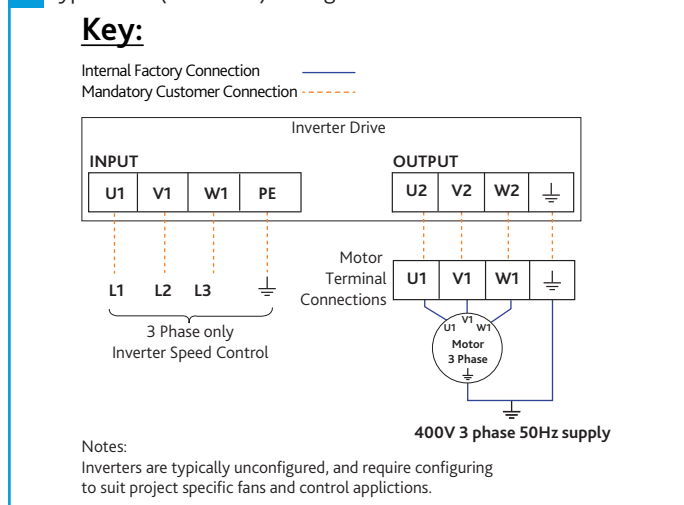 Key:
Internal Factory Connection
Mandatory Customer Connection
Inverter Drive
INPUT
OUTPUT
U1 V1 W1 PE
U2 V2 W2
L1 L2 L3
3 Phase only
Inverter Speed Control
Motor
Terminal
Connections
U1 V1 W1
U1 V1 W1
Motor
3 Phase
400V 3 phase 50Hz supply
Notes:
Inverters are typically unconfigured, and require configuring
to suit project specific fans and control applictions.